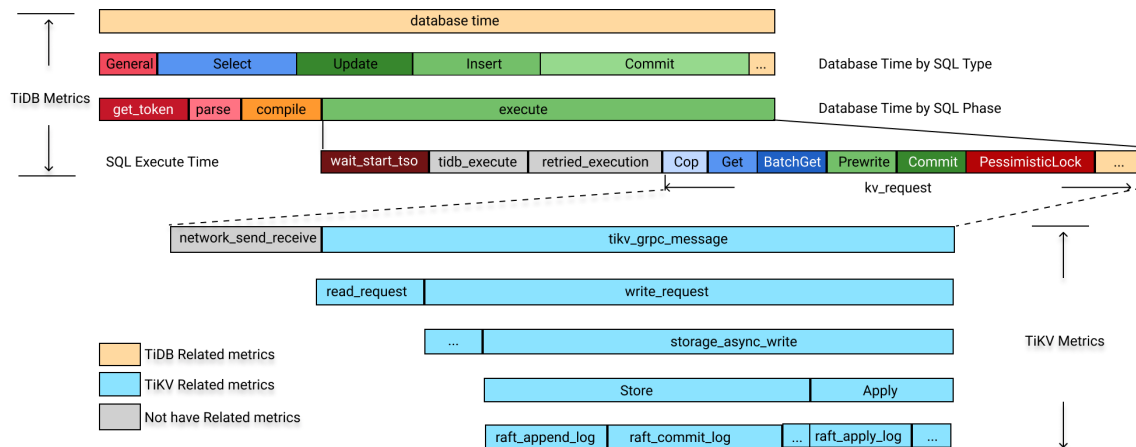 database time
General Select Update Insert Commit ... Database Time by SQL Type
TiDB Metrics
get_token parse compile execute Database Time by SQL Phase
SQL Execute Time wait_start_tso tidb_execute retried_execution Cop Get BatchGet Prewrite Commit PessimisticLock ...
kv_request
network_send_receive tikv_grpc_message
read_request write_request
... storage_async_write TiKV Metrics
TiDB Related metrics
TiKV Related metrics Store Apply
Not have Related metrics
raft_append_log raft_commit_log ... raft_apply_log ...